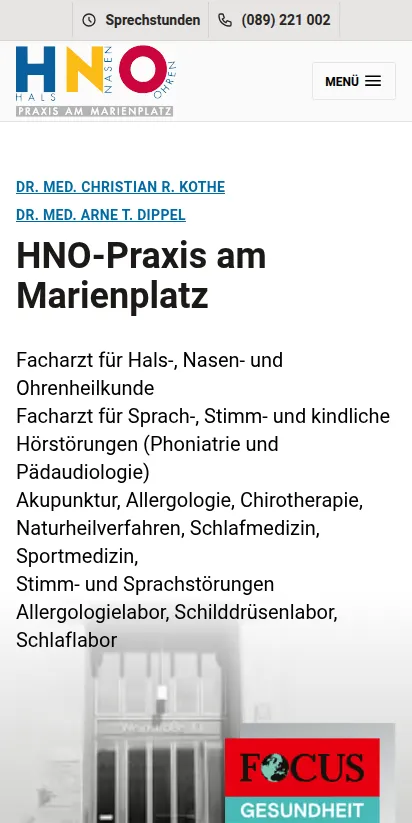 Sprechstunden
(089) 221 002
HNO
HALS
NASEN
OHREN
PRAXIS AM MARIENPLATZ
MENÜ
DR. MED. CHRISTIAN R. KOTHE
DR. MED. ARNE T. DIPPEL
HNO-Praxis am
Marienplatz
Facharzt für Hals-, Nasen- und
Ohrenheilkunde
Facharzt für Sprach-, Stimm- und kindliche
Hörstörungen (Phoniatrie und
Pädaudiologie)
Akupunktur, Allergologie, Chirotherapie,
Naturheilverfahren, Schlafmedizin,
Sportmedizin,
Stimm- und Sprachstörungen
Allergologielabor, Schilddrüsenlabor,
Schlaflabor
FOCUS
GESUNDHEIT